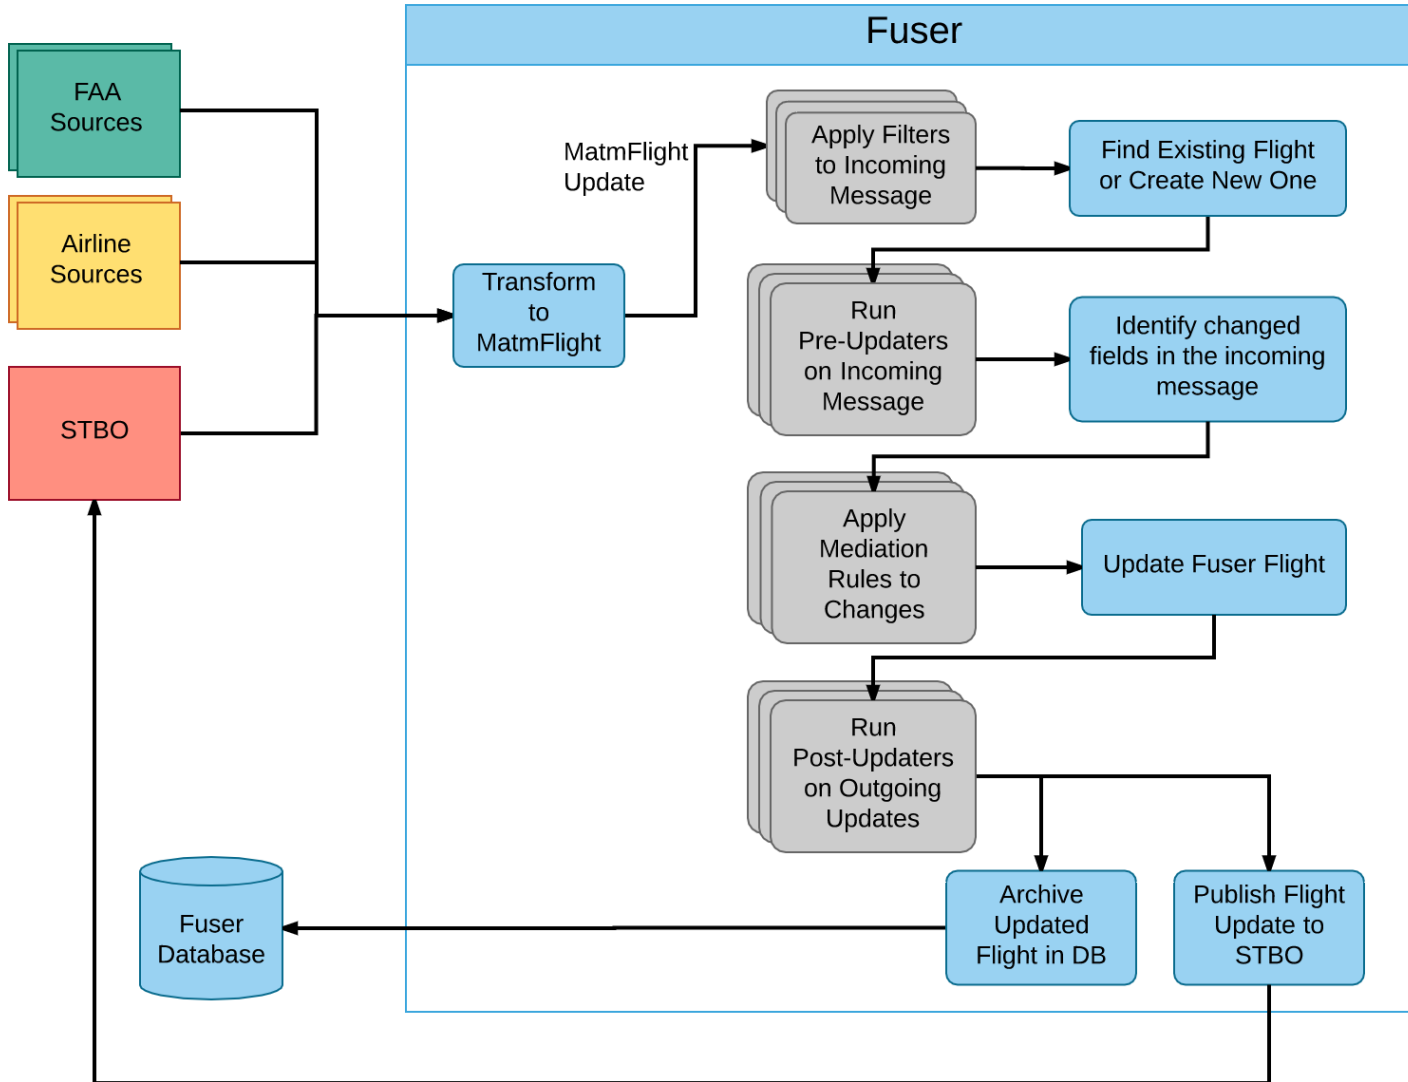 Fuser
FAA
Sources
Airline
Sources
STBO
Transform
to
MatmFlight
MatmFlight
Update
Apply Filters
to Incoming
Message
Find Existing Flight
or Create New One
Run
Pre-Updaters
on Incoming
Message
Identify changed
fields in the incoming
message
Apply
Mediation
Rules to
Changes
Update Fuser Flight
Run
Post-Updaters
on Outgoing
Updates
Archive
Updated
Flight in DB
Publish Flight
Update to
STBO
Fuser
Database